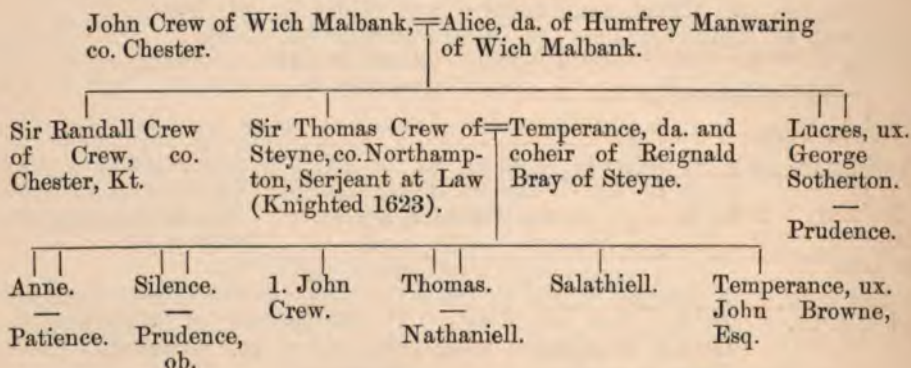 John Crew of Wich Malbank,=Alice, da. of Humfrey Manwaring
co. Chester. of Wich Malbank.
Sir Randall Crew
of Crew, co.
Chester, Kt.
Sir Thomas Crew of=Temperance, da. and
Steyne, co. Northamp- coheir of Reignald
ton, Serjeant at Law Bray of Steyne.
(Knighted 1623).
Lucres, ux.
George
Sotherton.
—
Prudence.
Anne.
—
Patience.
Silence.
—
Prudence,
ob.
1. John
Crew.
Thomas.
—
Nathaniell.
Salathiell.
Temperance, ux.
John Browne,
Esq.